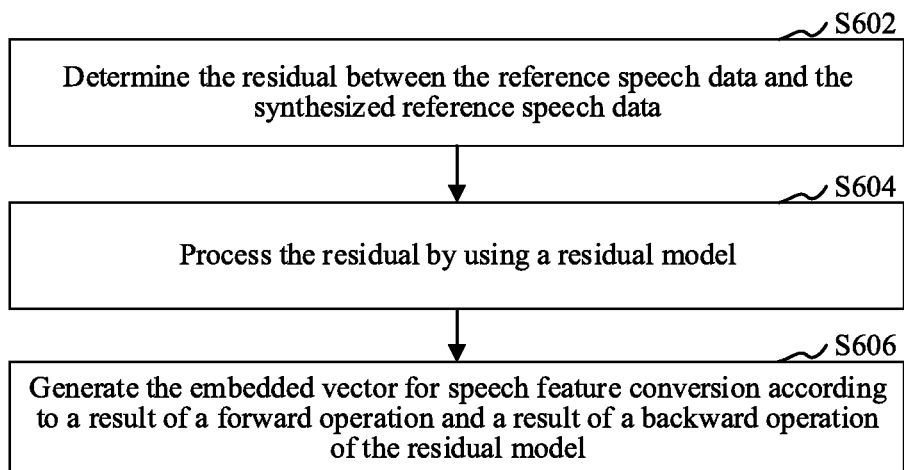 S602
Determine the residual between the reference speech data and the
synthesized reference speech data
S604
Process the residual by using a residual model
S606
Generate the embedded vector for speech feature conversion according
to a result of a forward operation and a result of a backward operation
of the residual model